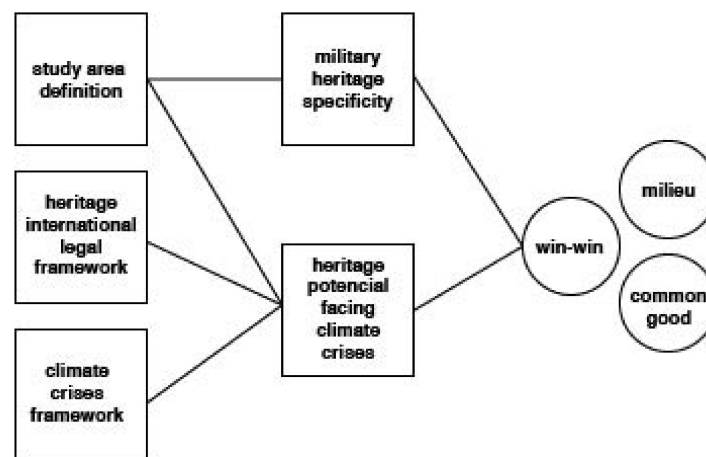 study area
definition
military
heritage
specificity
heritage
international
legal
framework
heritage
potencial
facing
climate
crises
climate
crises
framework
win-win
milieu
common
good